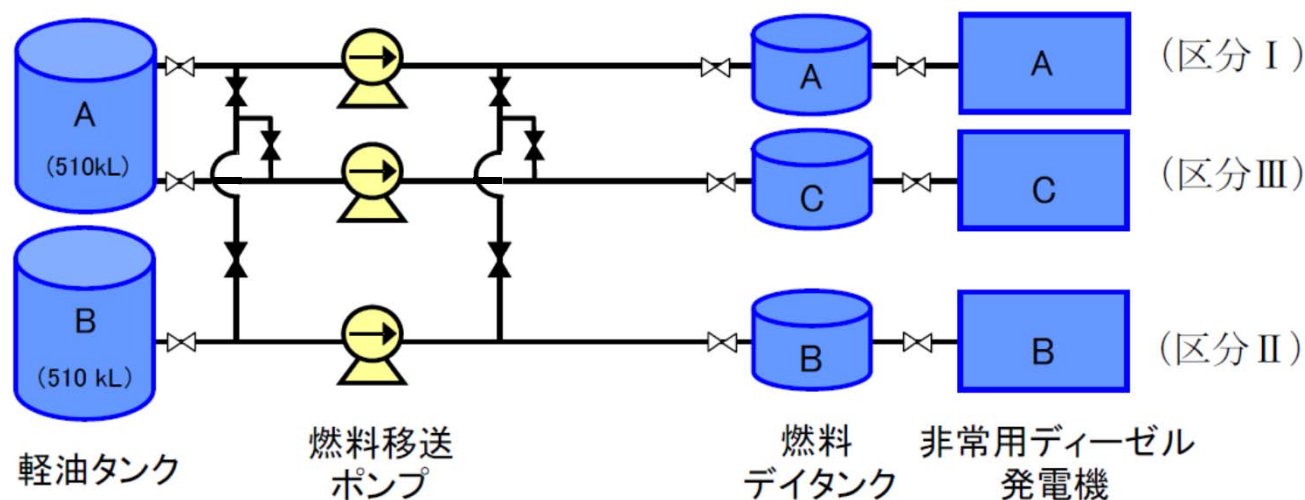 A
(510kL)
B
(510 kL)
A
C
B
A
C
B
(区分Ⅰ)
(区分Ⅲ)
(区分Ⅱ)
軽油タンク
燃料移送
ポンプ
燃料
デイタンク
非常用ディーゼル
発電機